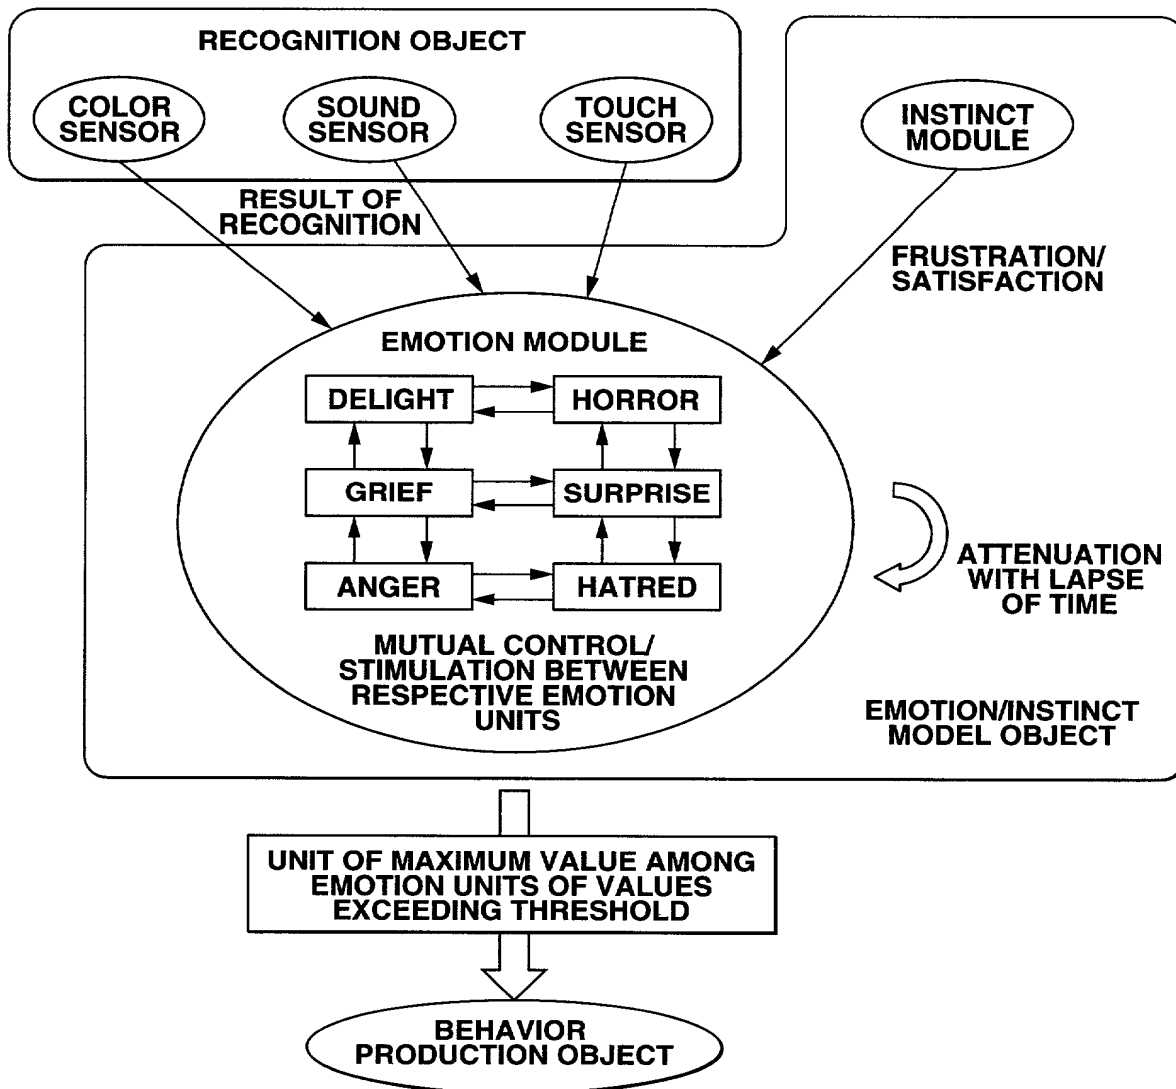 RECOGNITION OBJECT
COLOR
SENSOR
SOUND
SENSOR
TOUCH
SENSOR
INSTINCT
MODULE
RESULT OF
RECOGNITION
FRUSTRATION/
SATISFACTION
EMOTION MODULE
DELIGHT
HORROR
GRIEF
SURPRISE
ANGER
HATRED
MUTUAL CONTROL/
STIMULATION BETWEEN
RESPECTIVE EMOTION
UNITS
ATTENUATION
WITH LAPSE
OF TIME
EMOTION/INSTINCT
MODEL OBJECT
UNIT OF MAXIMUM VALUE AMONG
EMOTION UNITS OF VALUES
EXCEEDING THRESHOLD
BEHAVIOR
PRODUCTION OBJECT